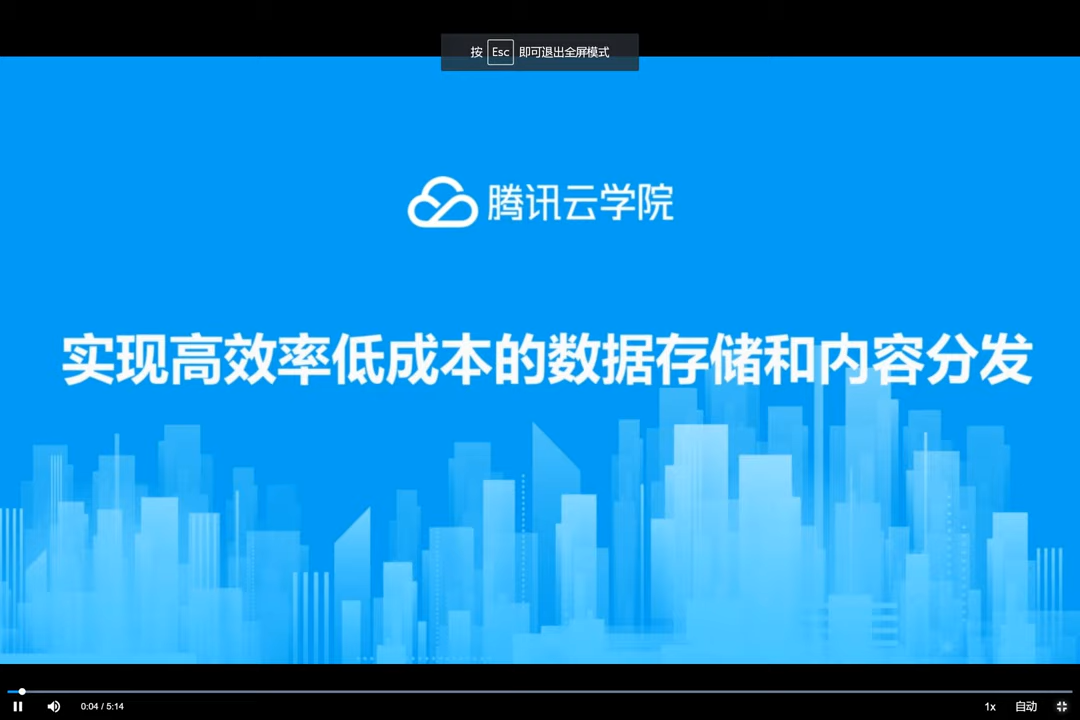 按 Esc 即可退出全屏模式
腾讯云学院
实现高效率低成本的数据存储和内容分发
0:04 / 5:14
1x
自动